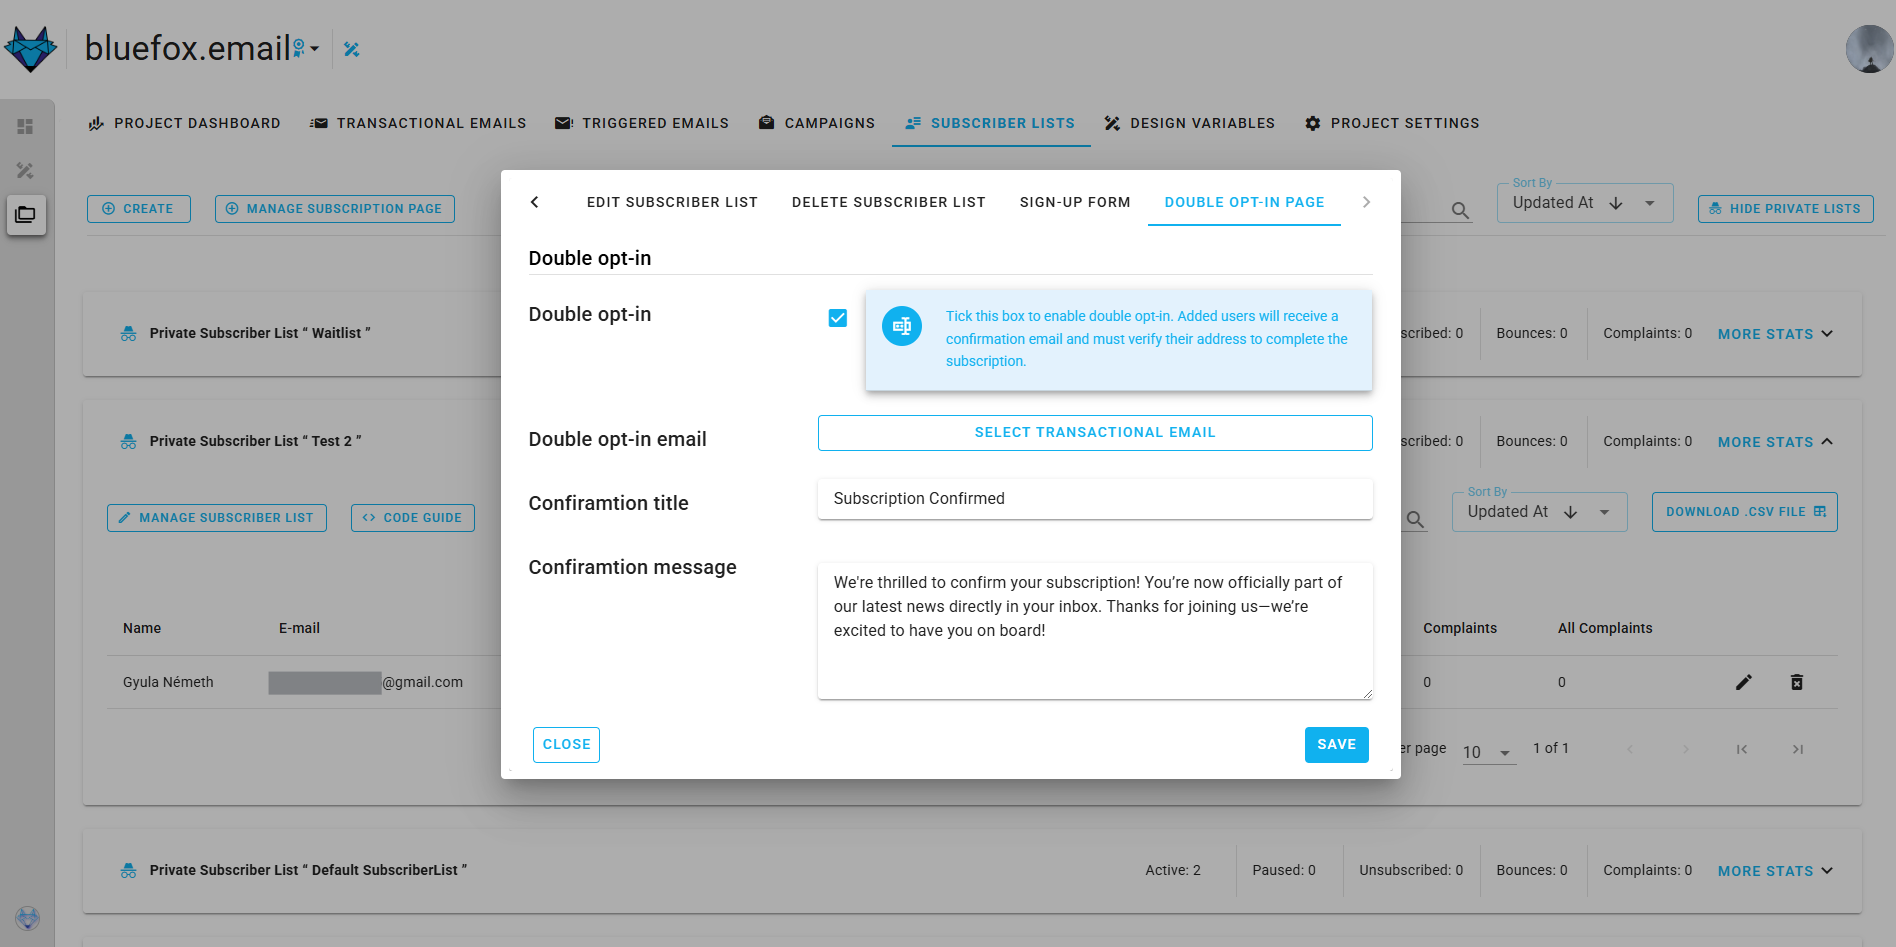 bluefox.email
PROJECT DASHBOARD
TRANSACTIONAL EMAILS
TRIGGERED EMAILS
CAMPAIGNS
SUBSCRIBER LISTS
DESIGN VARIABLES
PROJECT SETTINGS
CREATE
MANAGE SUBSCRIPTION PAGE
Sort By
Updated At
HIDE PRIVATE LISTS
EDIT SUBSCRIBER LIST
DELETE SUBSCRIBER LIST
SIGN-UP FORM
DOUBLE OPT-IN PAGE
Double opt-in
Double opt-in
Tick this box to enable double opt-in. Added users will receive a
confirmation email and must verify their address to complete the
subscription.
Double opt-in email
SELECT TRANSACTIONAL EMAIL
Confiramtion title
Subscription Confirmed
Confiramtion message
We're thrilled to confirm your subscription! You’re now officially part of
our latest news directly in your inbox. Thanks for joining us—we’re
excited to have you on board!
CLOSE
SAVE
Private Subscriber List “ Waitlist ”
scribed: 0
Bounces: 0
Complaints: 0
MORE STATS
Private Subscriber List “ Test 2 ”
scribed: 0
Bounces: 0
Complaints: 0
MORE STATS
MANAGE SUBSCRIBER LIST
CODE GUIDE
Sort By
Updated At
DOWNLOAD .CSV FILE
Name
E-mail
Complaints
All Complaints
Gyula Németh
@gmail.com
0
0
er page
10
1 of 1
Private Subscriber List “ Default SubscriberList ”
Active: 2
Paused: 0
Unsubscribed: 0
Bounces: 0
Complaints: 0
MORE STATS